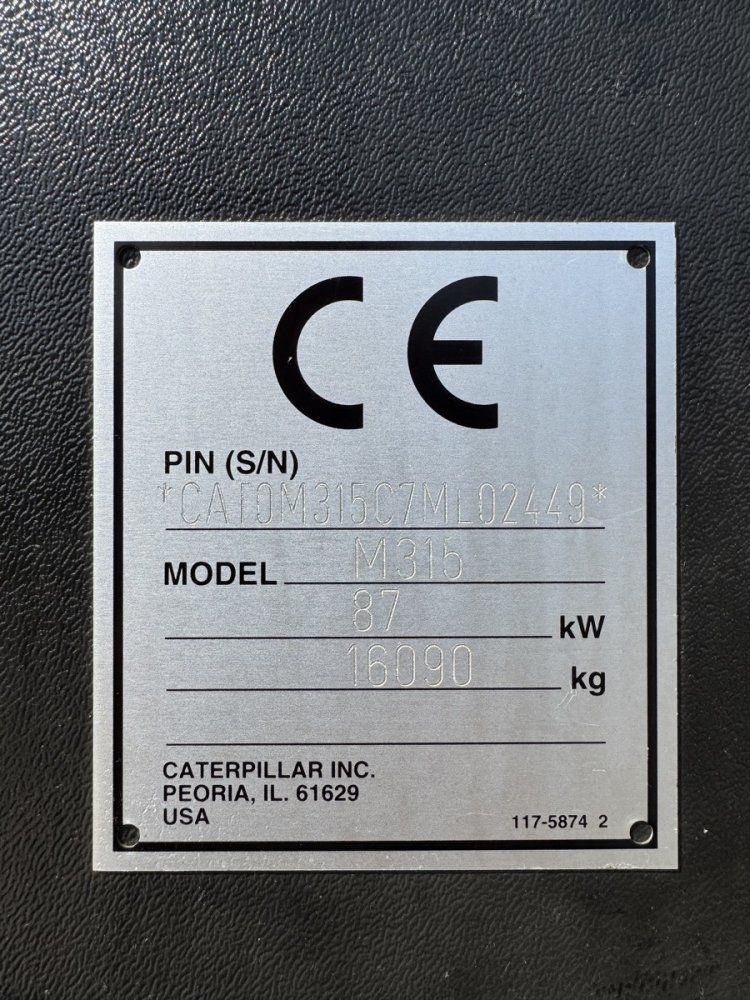 CE
PIN (S/N)
*CAT0M315C7ML02449*
MODEL M315
87 kW
16090 kg
CATERPILLAR INC.
PEORIA, IL. 61629
USA
117-5874 2